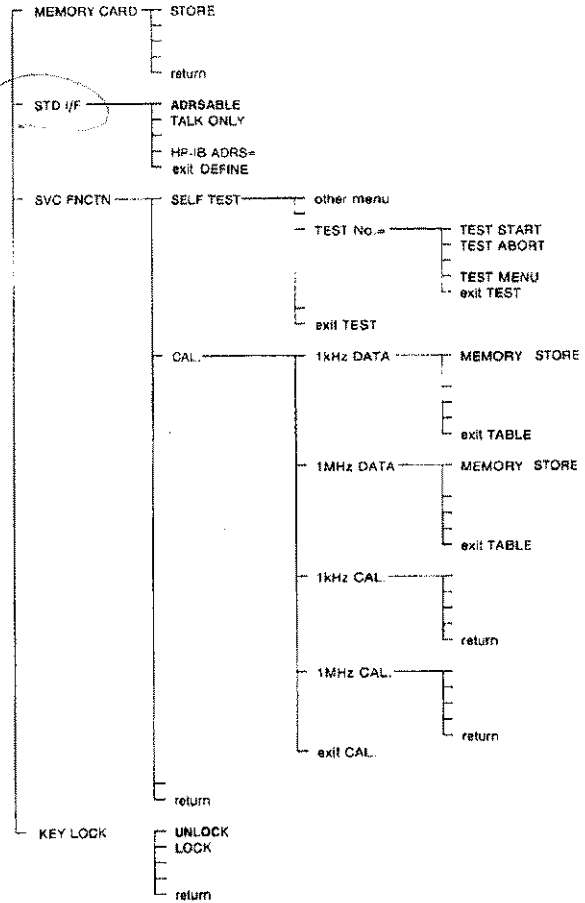 MEMORY CARD STORE
return
STD I/F ADRSABLE
TALK ONLY
HP-IB ADRS=
exit DEFINE
SVC FNCTN SELF TEST other menu
TEST No.= TEST START
TEST ABORT
TEST MENU
exit TEST
exit TEST
CAL. 1kHz DATA MEMORY STORE
exit TABLE
1MHz DATA MEMORY STORE
exit TABLE
1kHz CAL.
return
1MHz CAL.
return
exit CAL.
return
KEY LOCK UNLOCK
LOCK
return